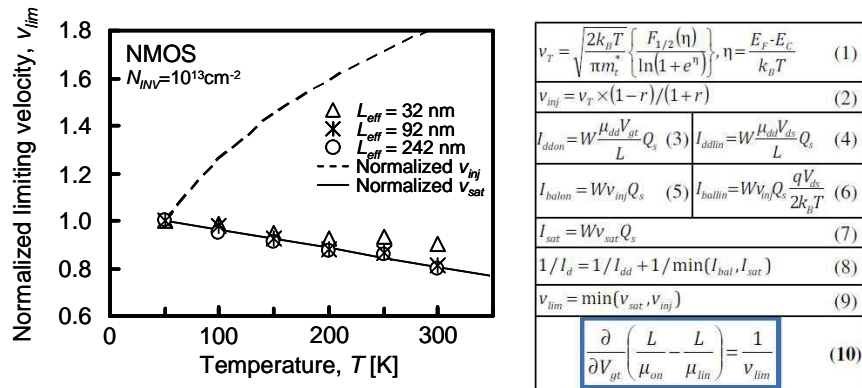 Normalized limiting velocity, v_lim
1.8
1.6
1.4
1.2
1.0
0.8
0.6
NMOS
N_INV=10^13cm^-2
△ L_eff = 32 nm
L_eff = 92 nm
○ L_eff = 242 nm
Normalized v_inj
Normalized v_sat
0 50 100 150 200 250 300
Temperature, T [K]
v_T = √(2k_BT/πm_t^*) {F_1/2(η)/ln(1+e^η)}, η = E_F-E_C/k_BT (1)
v_inj = v_T × (1−r)/(1+r) (2)
I_ddon = W μ_dd V_gt/L Q_s (3) I_ddlin = W μ_dd V_ds/L Q_s (4)
I_balon = W v_inj Q_s (5) I_ballin = W v_inj Q_s qV_ds/2k_BT (6)
I_sat = W v_sat Q_s (7)
1/I_d = 1/I_dd + 1/min(I_bal, I_sat) (8)
v_lim = min(v_sat, v_inj) (9)
∂/∂V_gt (L/μ_on − L/μ_lin) = 1/v_lim (10)